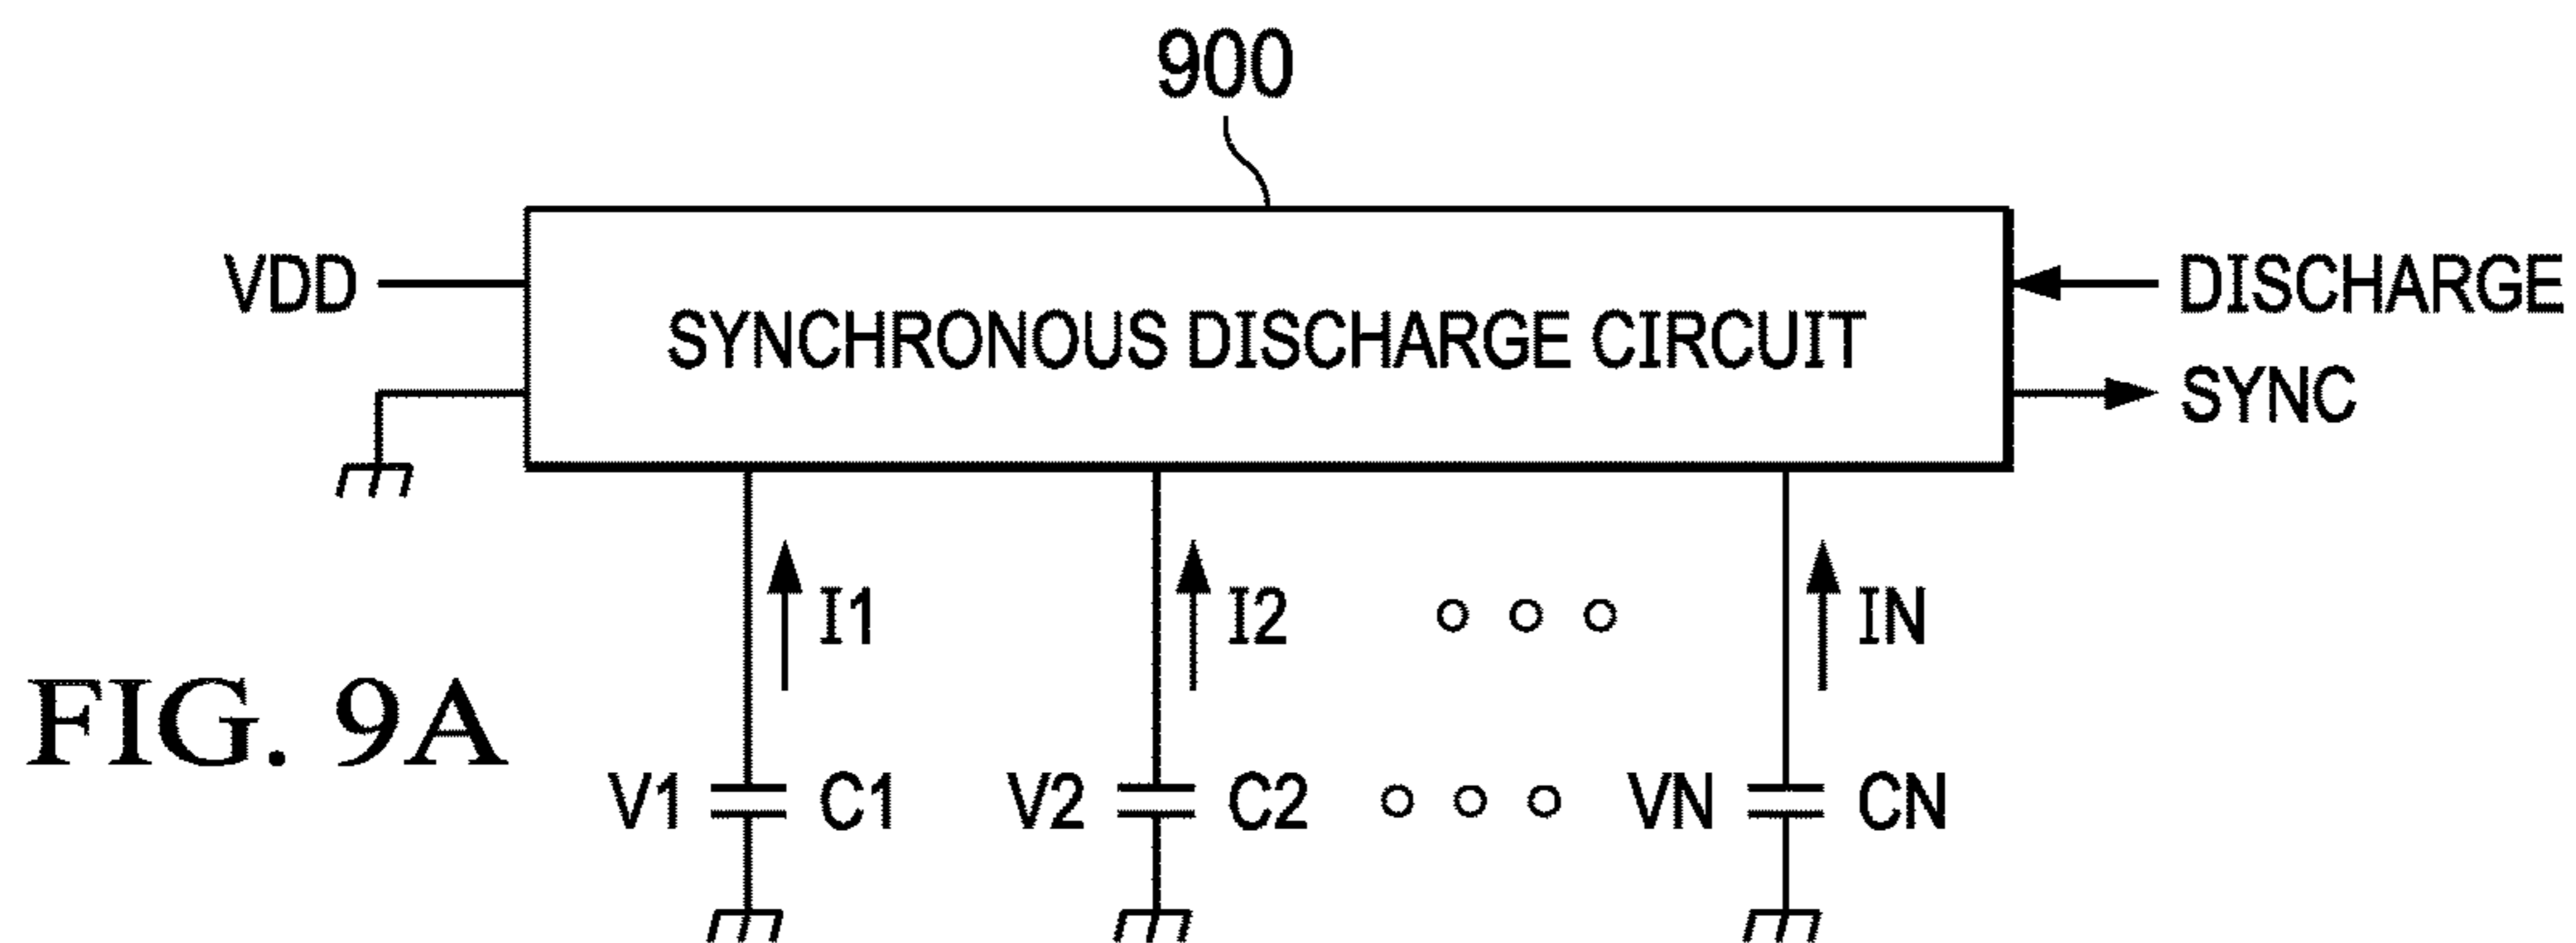 900
VDD
DISCHARGE
SYNCHRONOUS DISCHARGE CIRCUIT
SYNC
I1
I2
IN
FIG. 9A
V1
C1
V2
C2
VN
CN